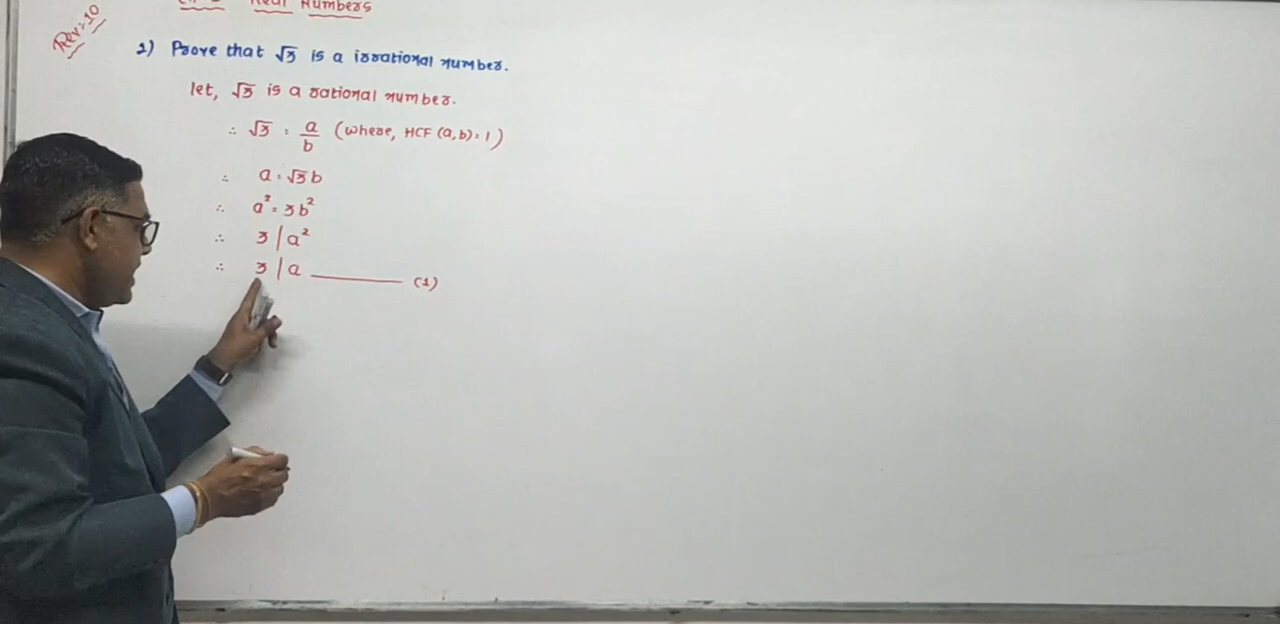 Real Numbers
Rev:-10
1) Prove that √3 is a irrational number.
let, √3 is a rational number.
∴ √3 = a/b (where, HCF (a,b) = 1)
∴ a = √3 b
∴ a² = 3b²
∴ 3 | a²
∴ 3 | a ———— (1)